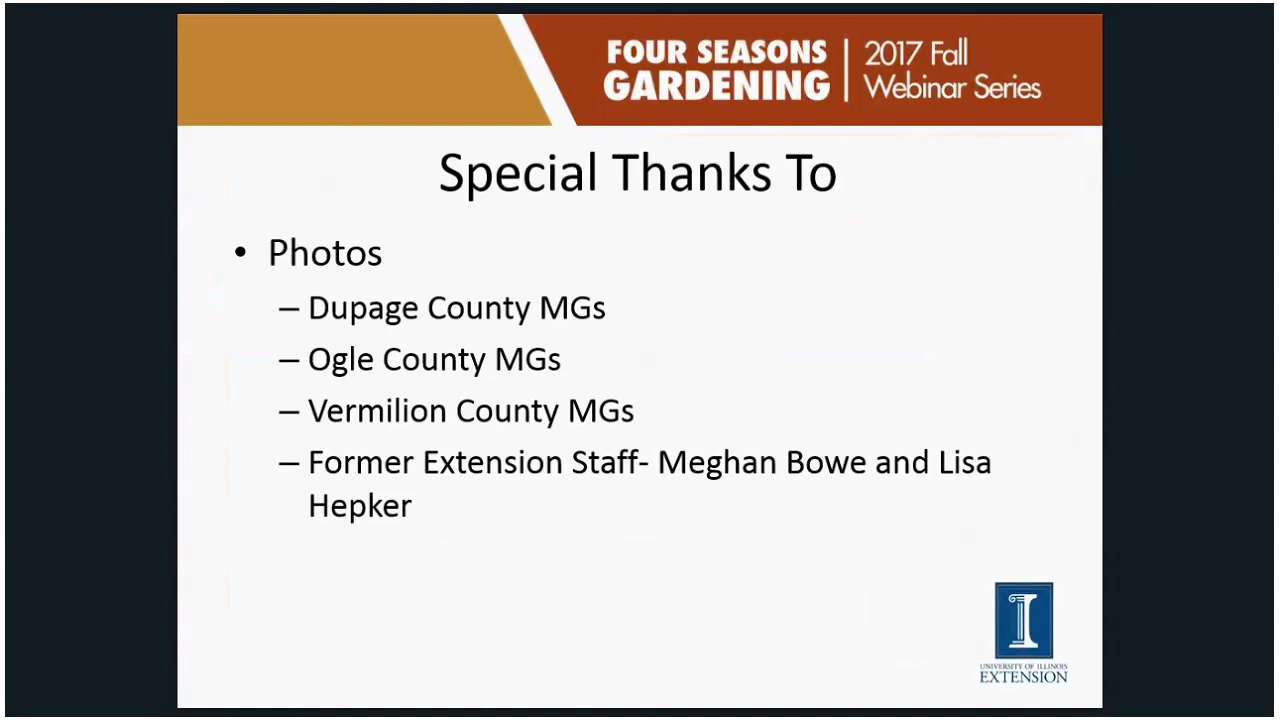 FOUR SEASONS
GARDENING
2017 Fall
Webinar Series
Special Thanks To
• Photos
– Dupage County MGs
– Ogle County MGs
– Vermilion County MGs
– Former Extension Staff- Meghan Bowe and Lisa
Hepker
I
UNIVERSITY OF ILLINOIS
EXTENSION